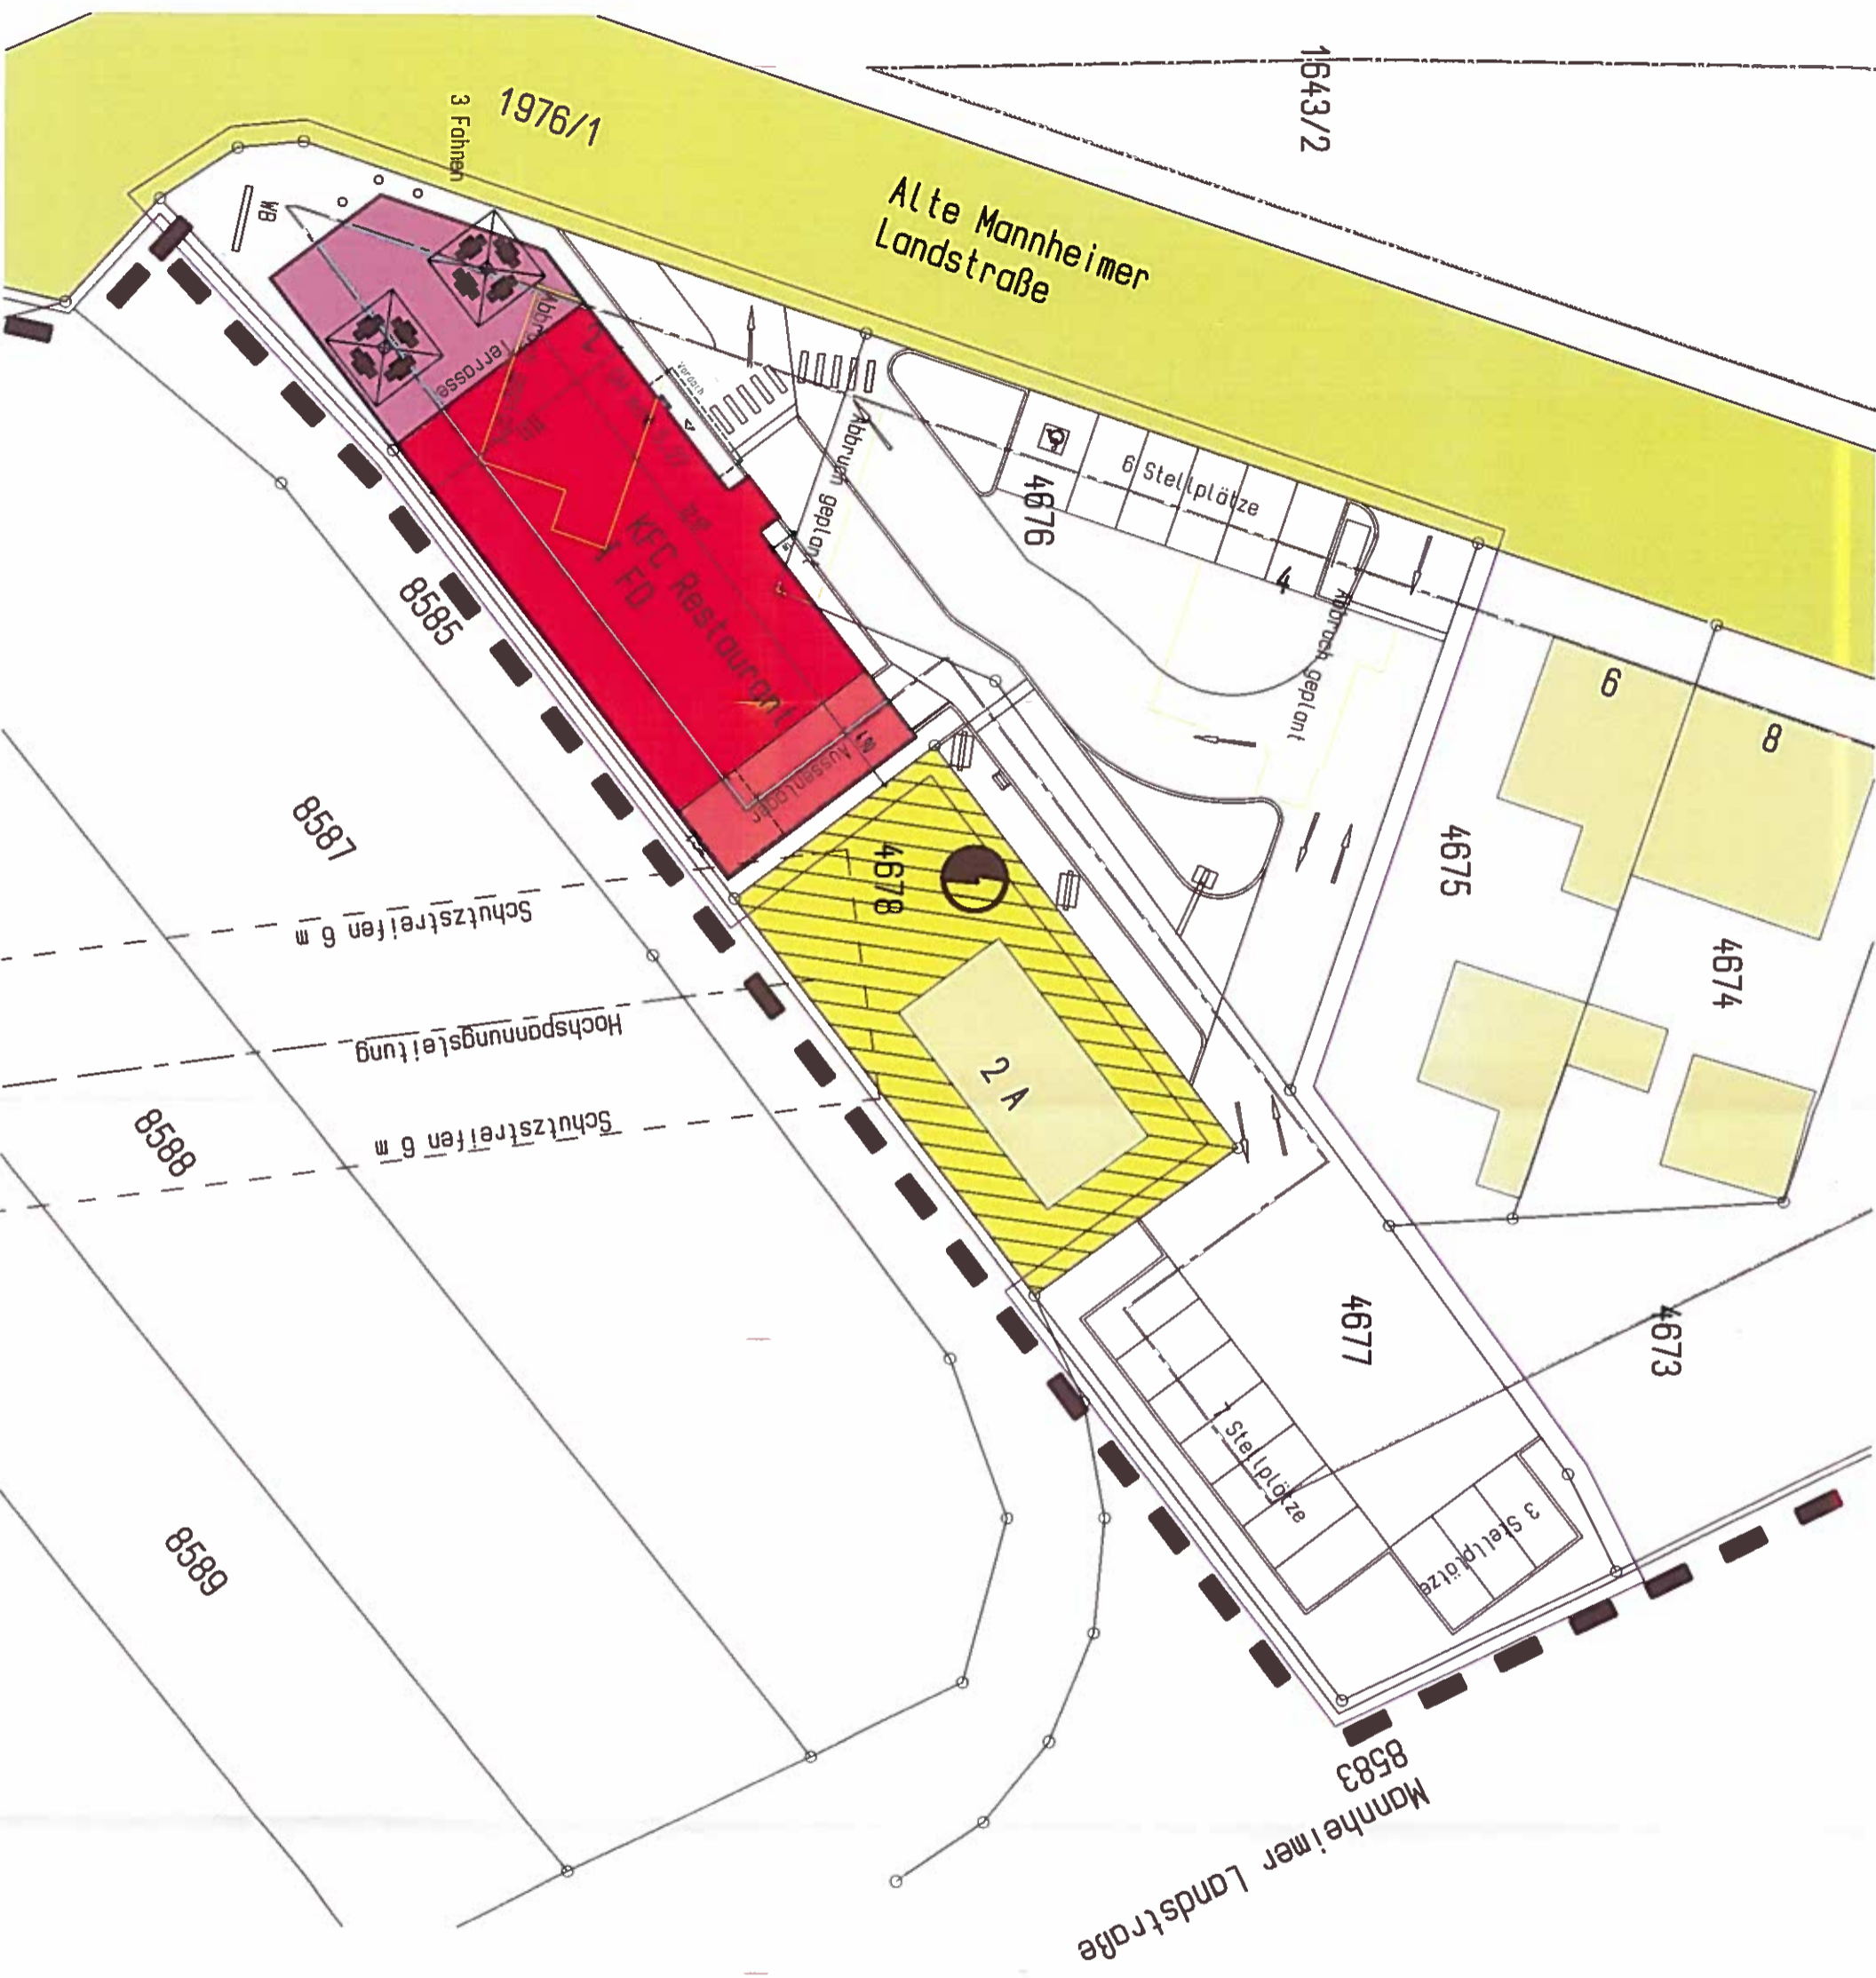 1643/2
3 Fahnen
1976/1
Alte Mannheimer
Landstraße
WB
Terrasse
Vordach
Abbruch geplant
6 Stellplätze
4676
4
Abbruch geplant
6
8
KFC Restaurant
1 FD
Aussenlager
8585
4675
4674
4678
2 A
8587
Schutzstreifen 6 m
Hochspannungsleitung
Schutzstreifen 6 m
8588
4677
4673
7 Stellplätze
3 Stellplätze
8589
8583
Mannheimer Landstraße